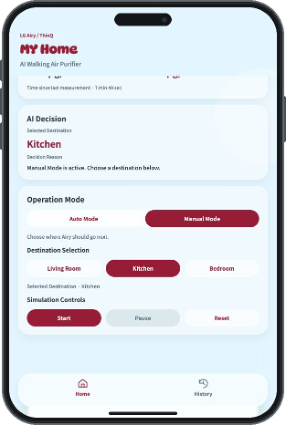 LG Airy / ThinQ
MY Home
AI Walking Air Purifier
Time since last measurement · 1 min 40 sec
AI Decision
Selected Destination
Kitchen
Decision Reason
Manual Mode is active. Choose a destination below.
Operation Mode
Auto Mode
Manual Mode
Choose where Airy should go next.
Destination Selection
Living Room
Kitchen
Bedroom
Selected Destination · Kitchen
Simulation Controls
Start
Pause
Reset
Home
History